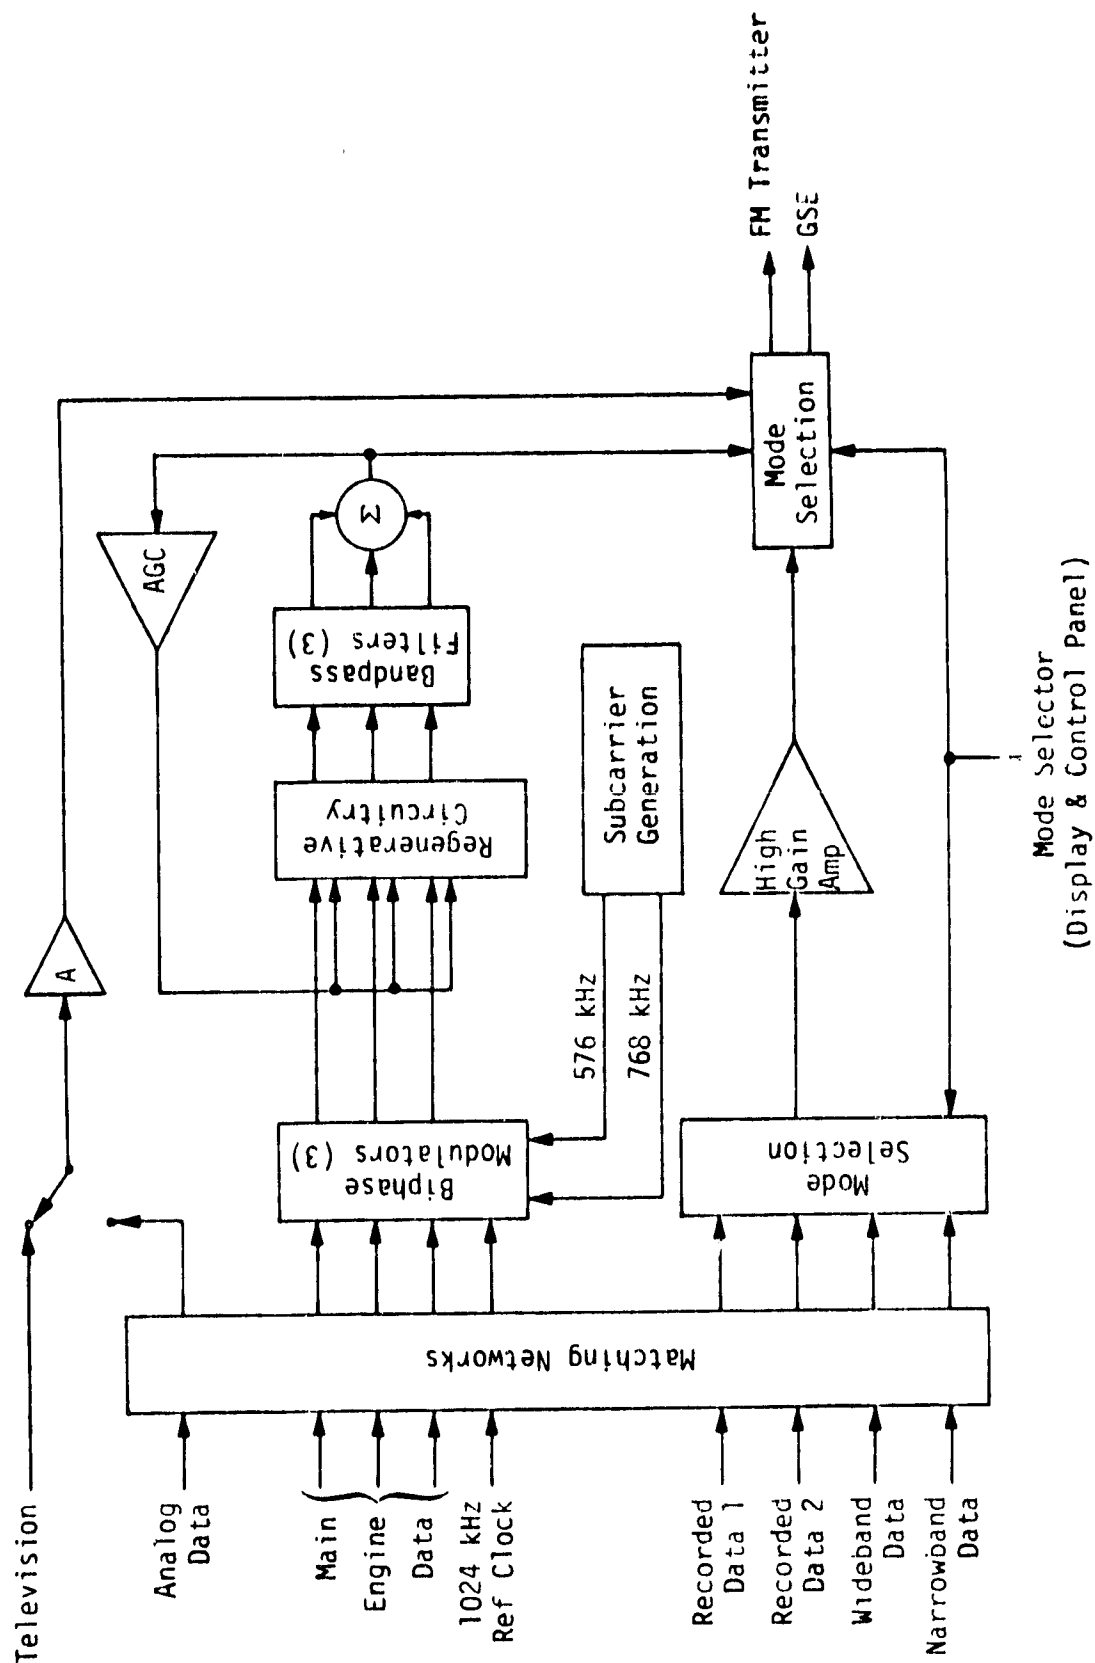 Television
Analog
Data
Main
Engine
Data
1024 kHz
Ref Clock
Recorded
Data 1
Recorded
Data 2
Wideband
Data
Narrowband
Data
Matching Networks
Biphase
Modulators (3)
Mode
Selection
576 kHz
768 kHz
Subcarrier
Generation
Regenerative
Circuitry
Bandpass
Filters (3)
A
AGC
Σ
High
Gain
Amp
Mode
Selection
FM Transmitter
GSE
Mode Selector
(Display & Control Panel)